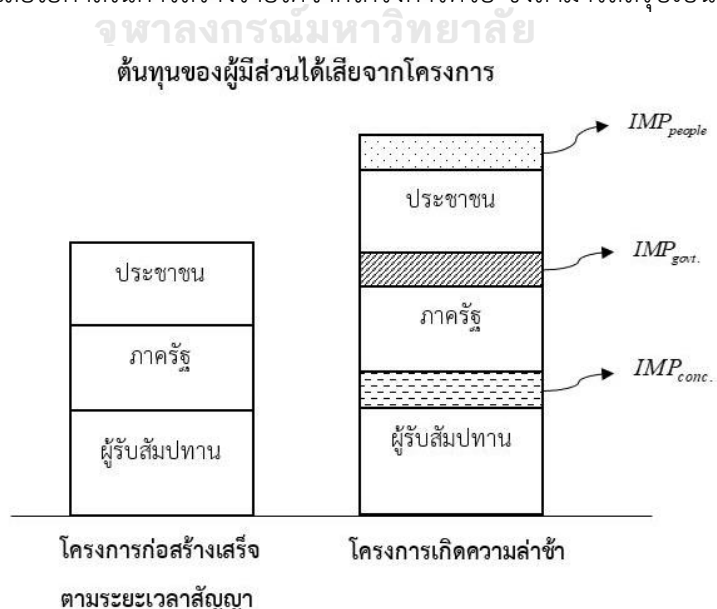 จุฬาลงกรณ์มหาวิทยาลัย
ต้นทุนของผู้มีส่วนได้เสียจากโครงการ
IMP people
ประชาชน
IMP govt.
ประชาชน
ภาครัฐ
ภาครัฐ
IMP conc.
ผู้รับสัมปทาน
ผู้รับสัมปทาน
โครงการก่อสร้างเสร็จ
ตามระยะเวลาสัญญา
โครงการเกิดความล่าช้า